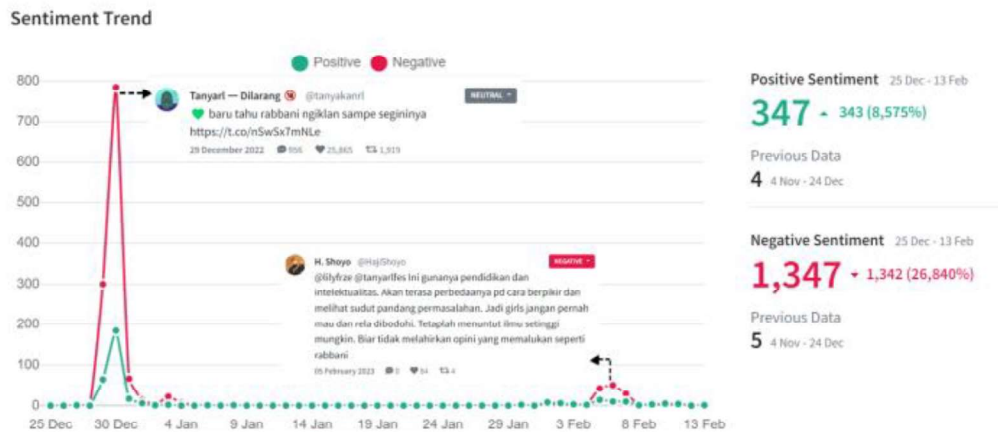 Sentiment Trend
Positive Negative
800
700
600
500
400
300
200
100
0
25 Dec 30 Dec 4 Jan 9 Jan 14 Jan 19 Jan 24 Jan 29 Jan 3 Feb 8 Feb 13 Feb
Tanyarl — Dilarang @tanyakanrl NEUTRAL
baru tahu rabbani ngiklan sampe segininya
https://t.co/nSwSx7mNLe
29 December 2022 956 25,865 1,919
H. Shoyo @HajiShoyo NEGATIVE
@lilyfrze @tanyarlfes Ini gunanya pendidikan dan
intelektualitas. Akan terasa perbedaanya pd cara berpikir dan
melihat sudut pandang permasalahan. Jadi girls jangan pernah
mau dan rela dibodohi. Tetaplah menuntut ilmu setinggi
mungkin. Biar tidak melahirkan opini yang memalukan seperti
rabbani
05 February 2023 0 94 4
Positive Sentiment 25 Dec - 13 Feb
347 343 (8,575%)
Previous Data
4 4 Nov - 24 Dec
Negative Sentiment 25 Dec - 13 Feb
1,347 1,342 (26,840%)
Previous Data
5 4 Nov - 24 Dec